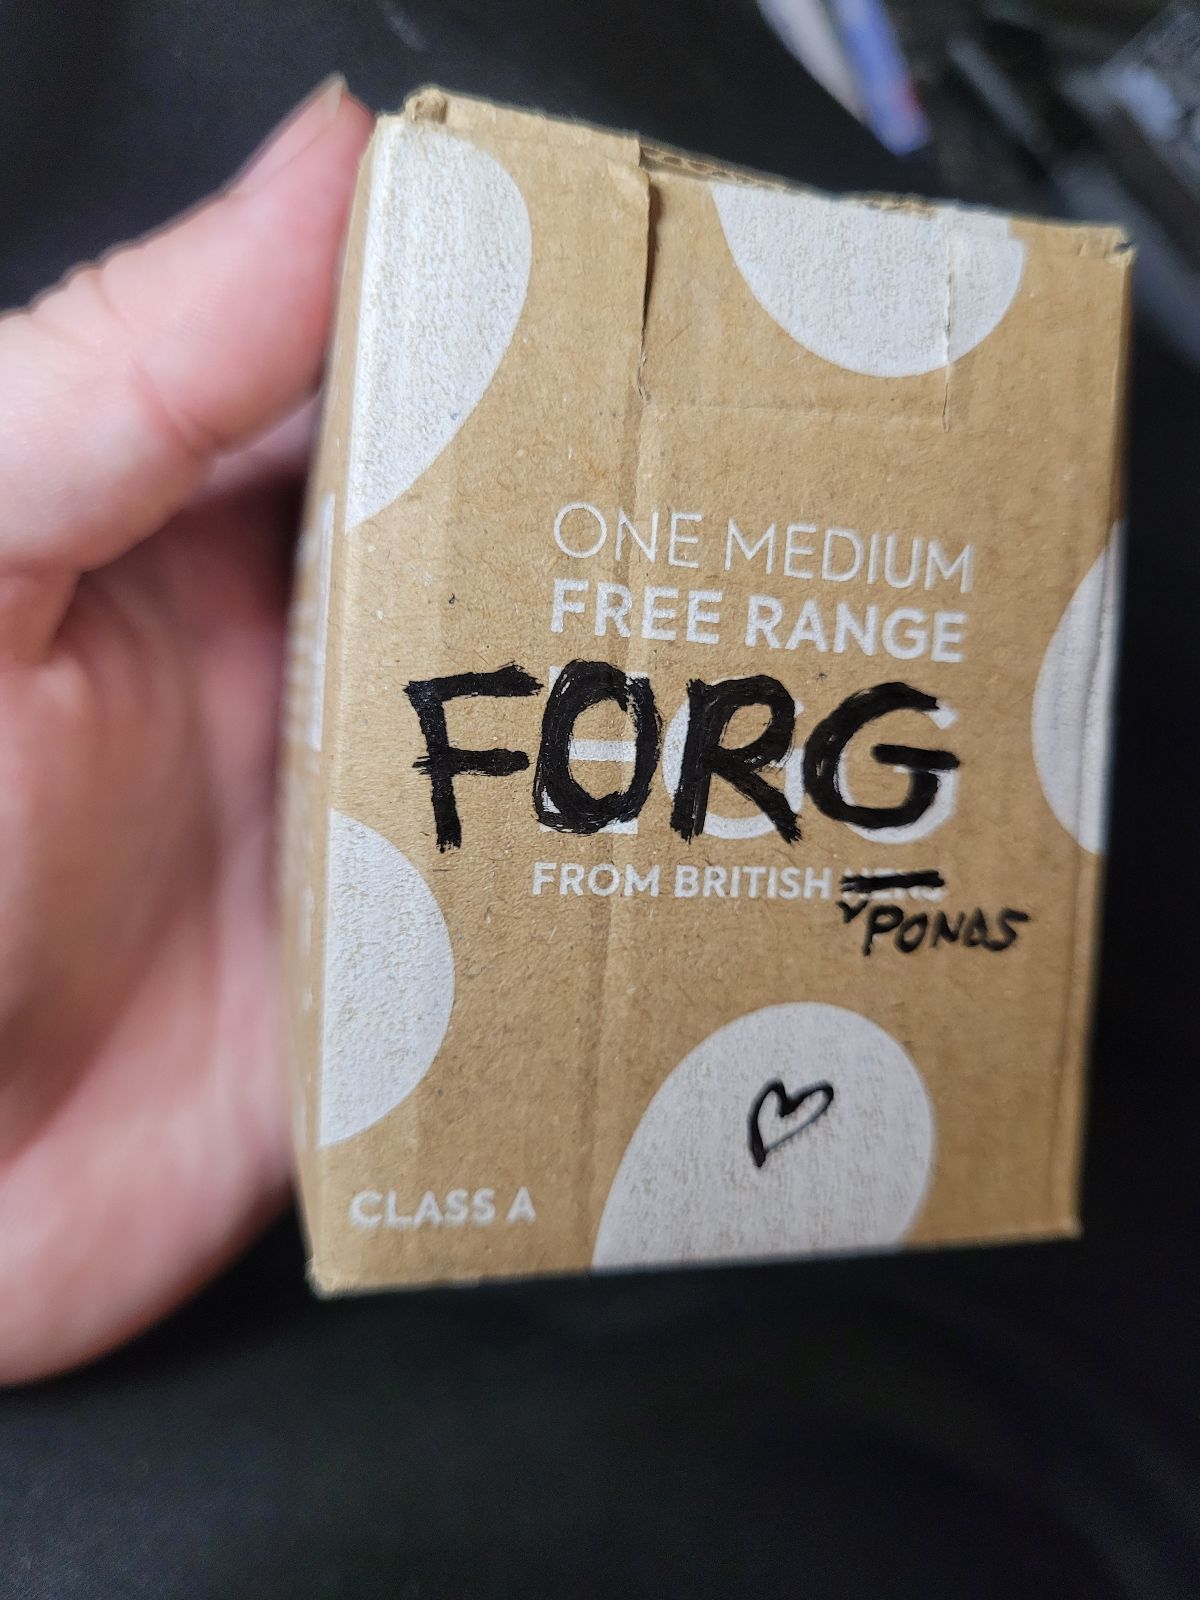 ONE MEDIUM
FREE RANGE
FORG
FROM BRITISH
PONDS
CLASS A